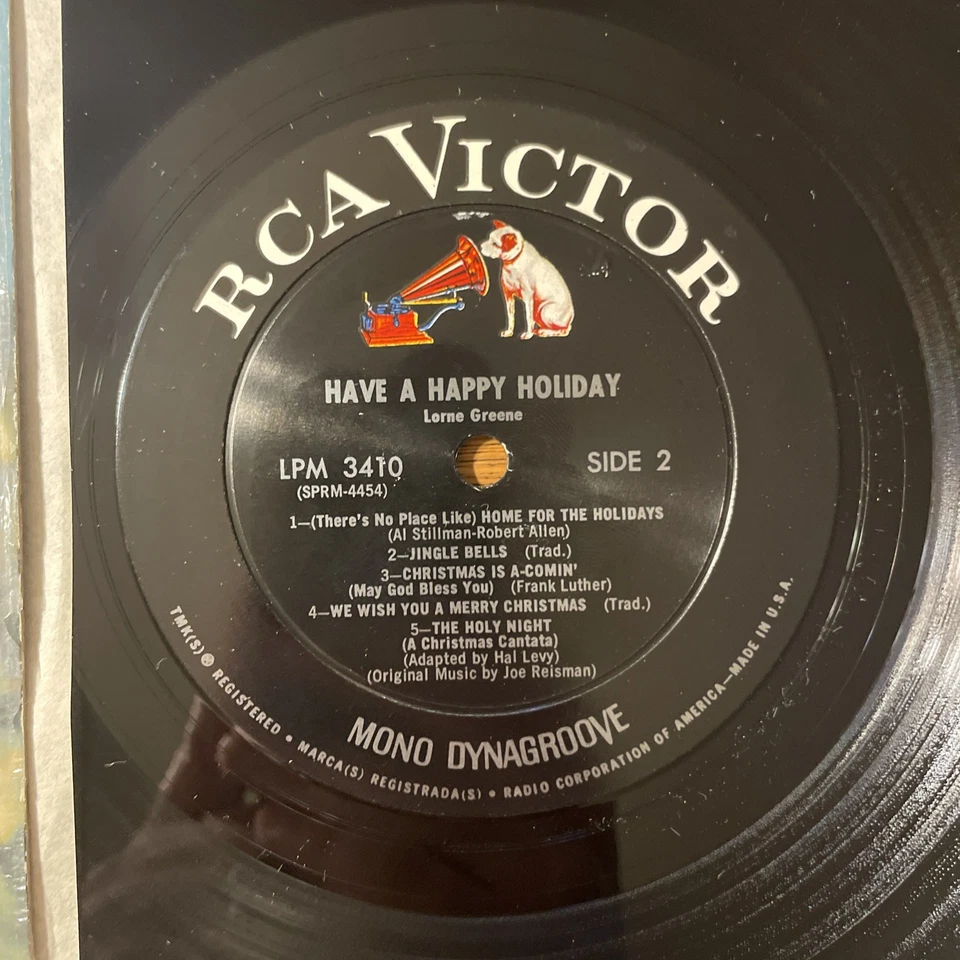 RCA VICTOR
HAVE A HAPPY HOLIDAY
Lorne Greene
LPM 3410
(SPRM-4454)
SIDE 2
1—(There's No Place Like) HOME FOR THE HOLIDAYS
(Al Stillman-Robert Allen)
2—JINGLE BELLS (Trad.)
3—CHRISTMAS IS A-COMIN'
(May God Bless You) (Frank Luther)
4—WE WISH YOU A MERRY CHRISTMAS (Trad.)
5—THE HOLY NIGHT
(A Christmas Cantata)
(Adapted by Hal Levy)
(Original Music by Joe Reisman)
MONO DYNAGROOVE
TMK(S) ® REGISTERED • MARCA(S) REGISTRADA(S) • RADIO CORPORATION OF AMERICA—MADE IN U.S.A.